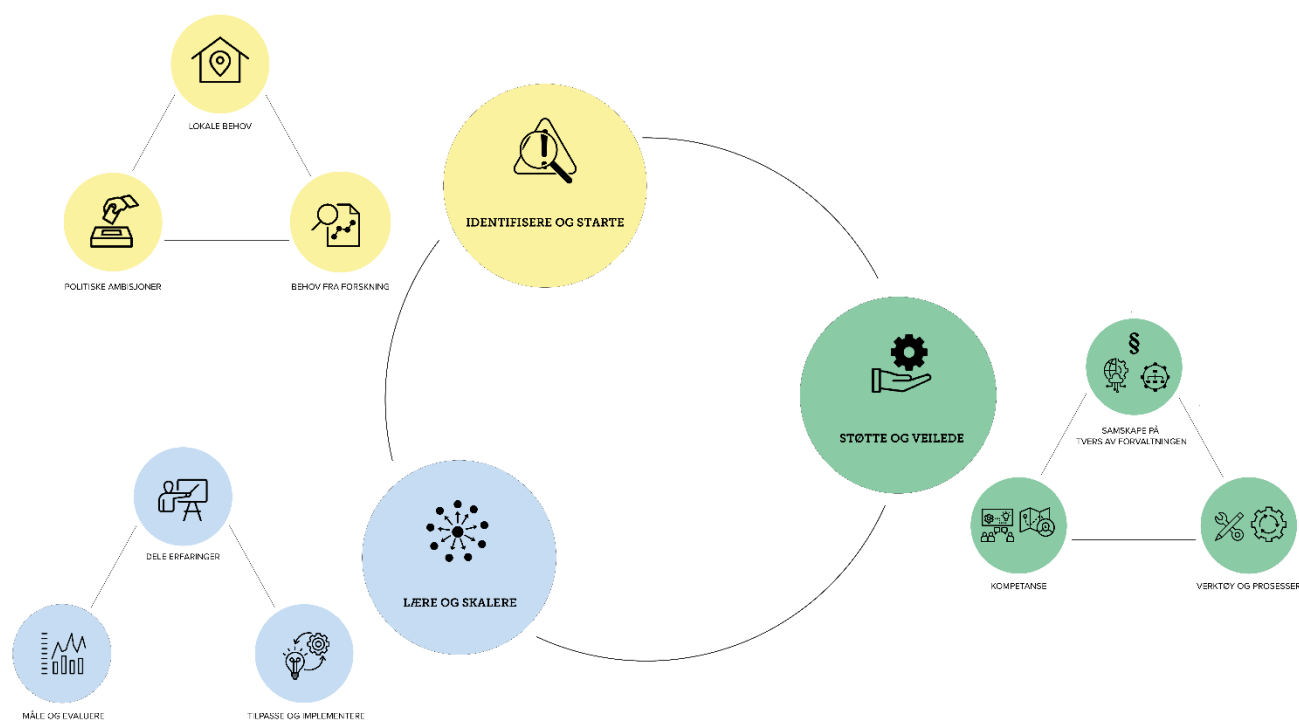 LOKALE BEHOV
POLITISKE AMBISJONER
BEHOV FRA FORSKNING
IDENTIFISERE OG STARTE
STØTTE OG VEILEDE
§
SAMSKAPE PÅ
TVERS AV FORVALTNINGEN
KOMPETANSE
VERKTØY OG PROSESSER
LÆRE OG SKALERE
DELE ERFARINGER
MÅLE OG EVALUERE
TILPASSE OG IMPLEMENTERE